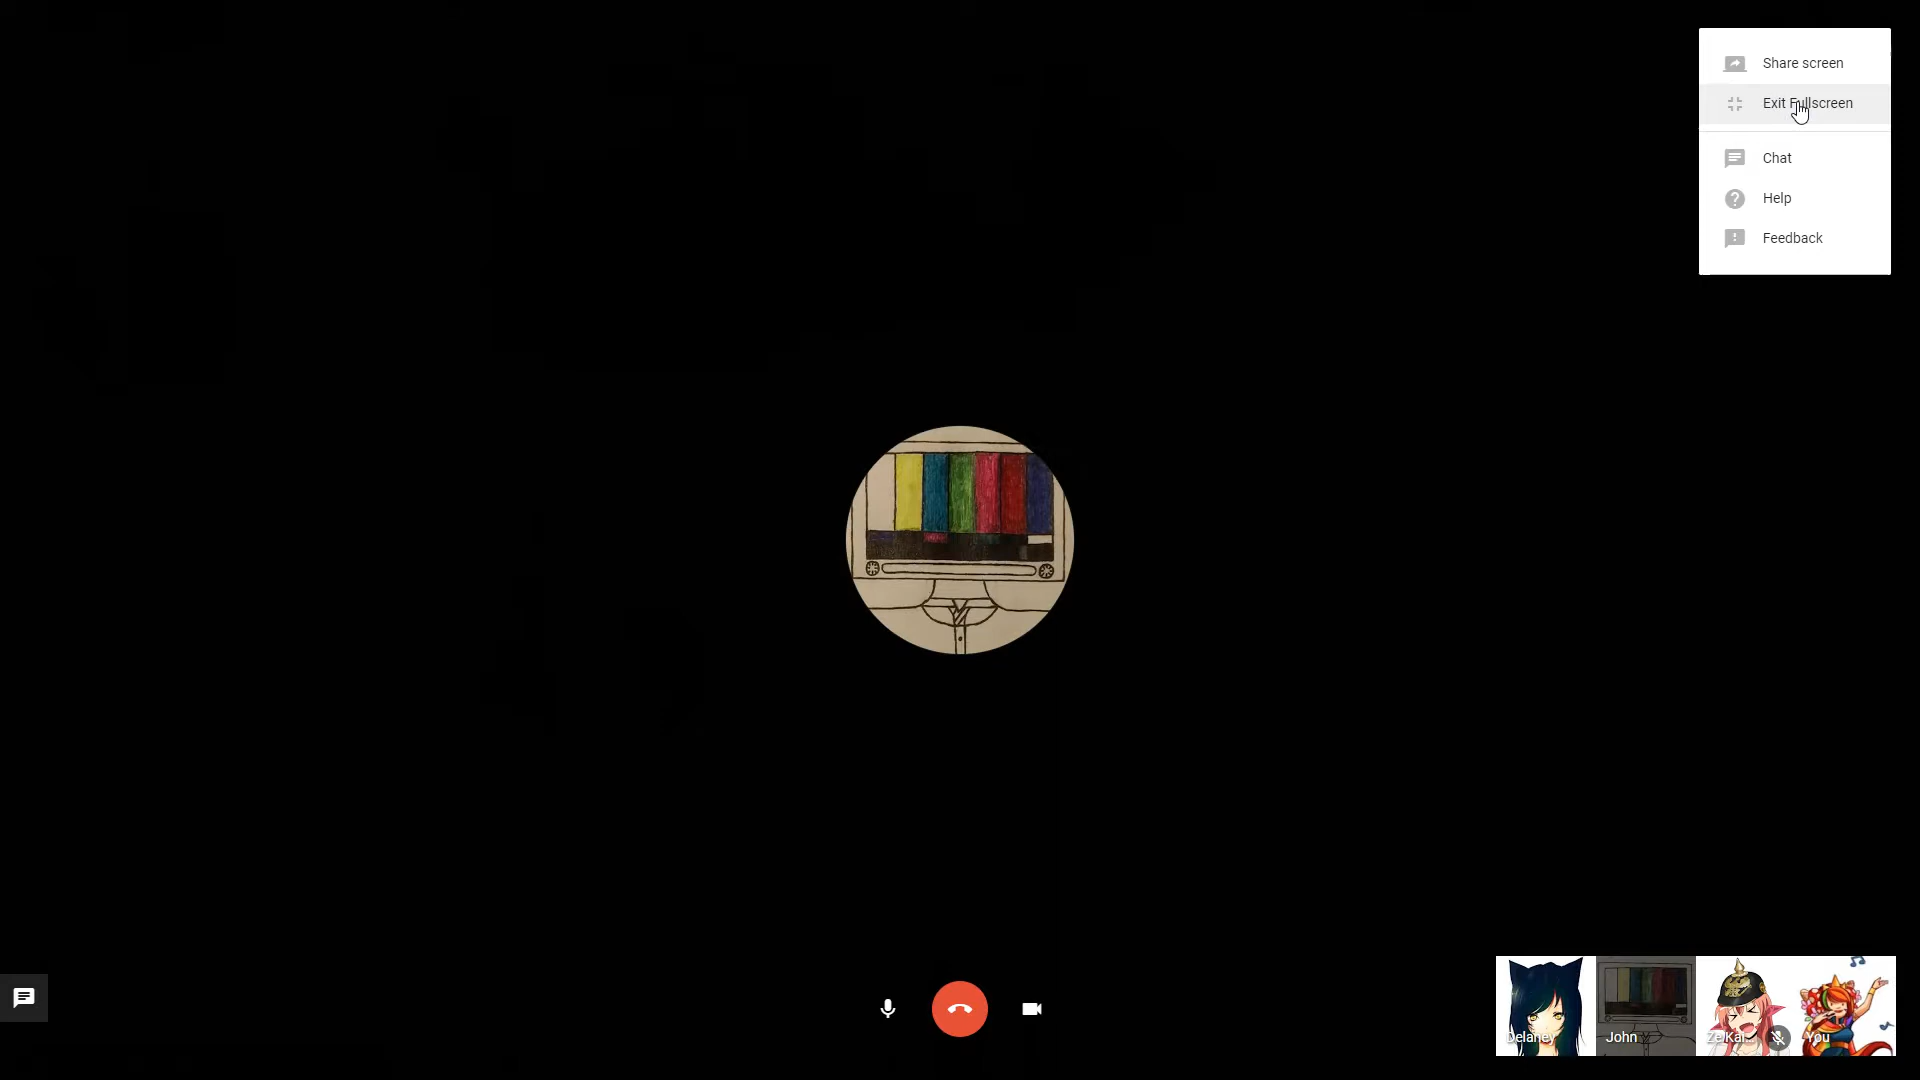 Share screen
Exit Fullscreen
Chat
Help
Feedback
Delaney
John
You